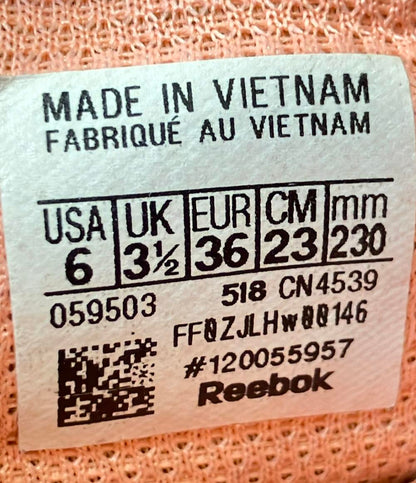 MADE IN VIETNAM
FABRIQUÉ AU VIETNAM
USA UK EUR CM mm
6 3½ 36 23 230
059503 518 CN4539
FF0ZJLHw00146
#120055957
Reebok